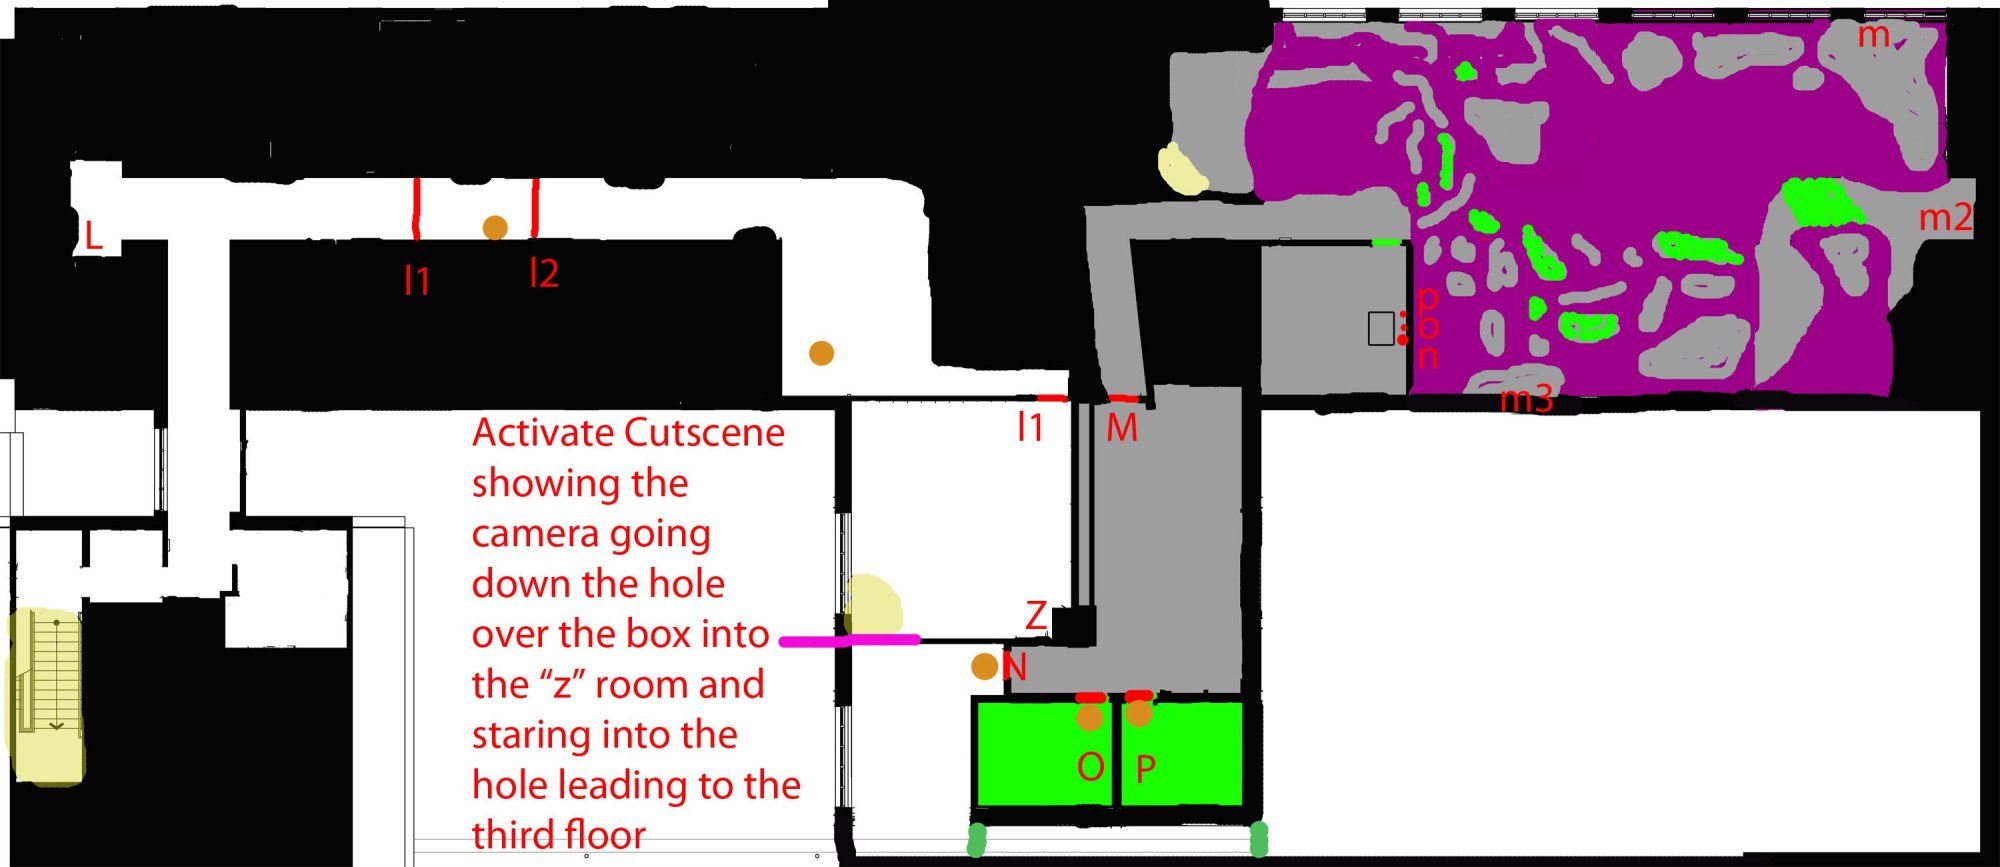 m
m2
L
l1
l2
p
o
n
m3
l1
M
Activate Cutscene
showing the
camera going
down the hole
over the box into
the “z” room and
staring into the
hole leading to the
third floor
Z
N
O
P